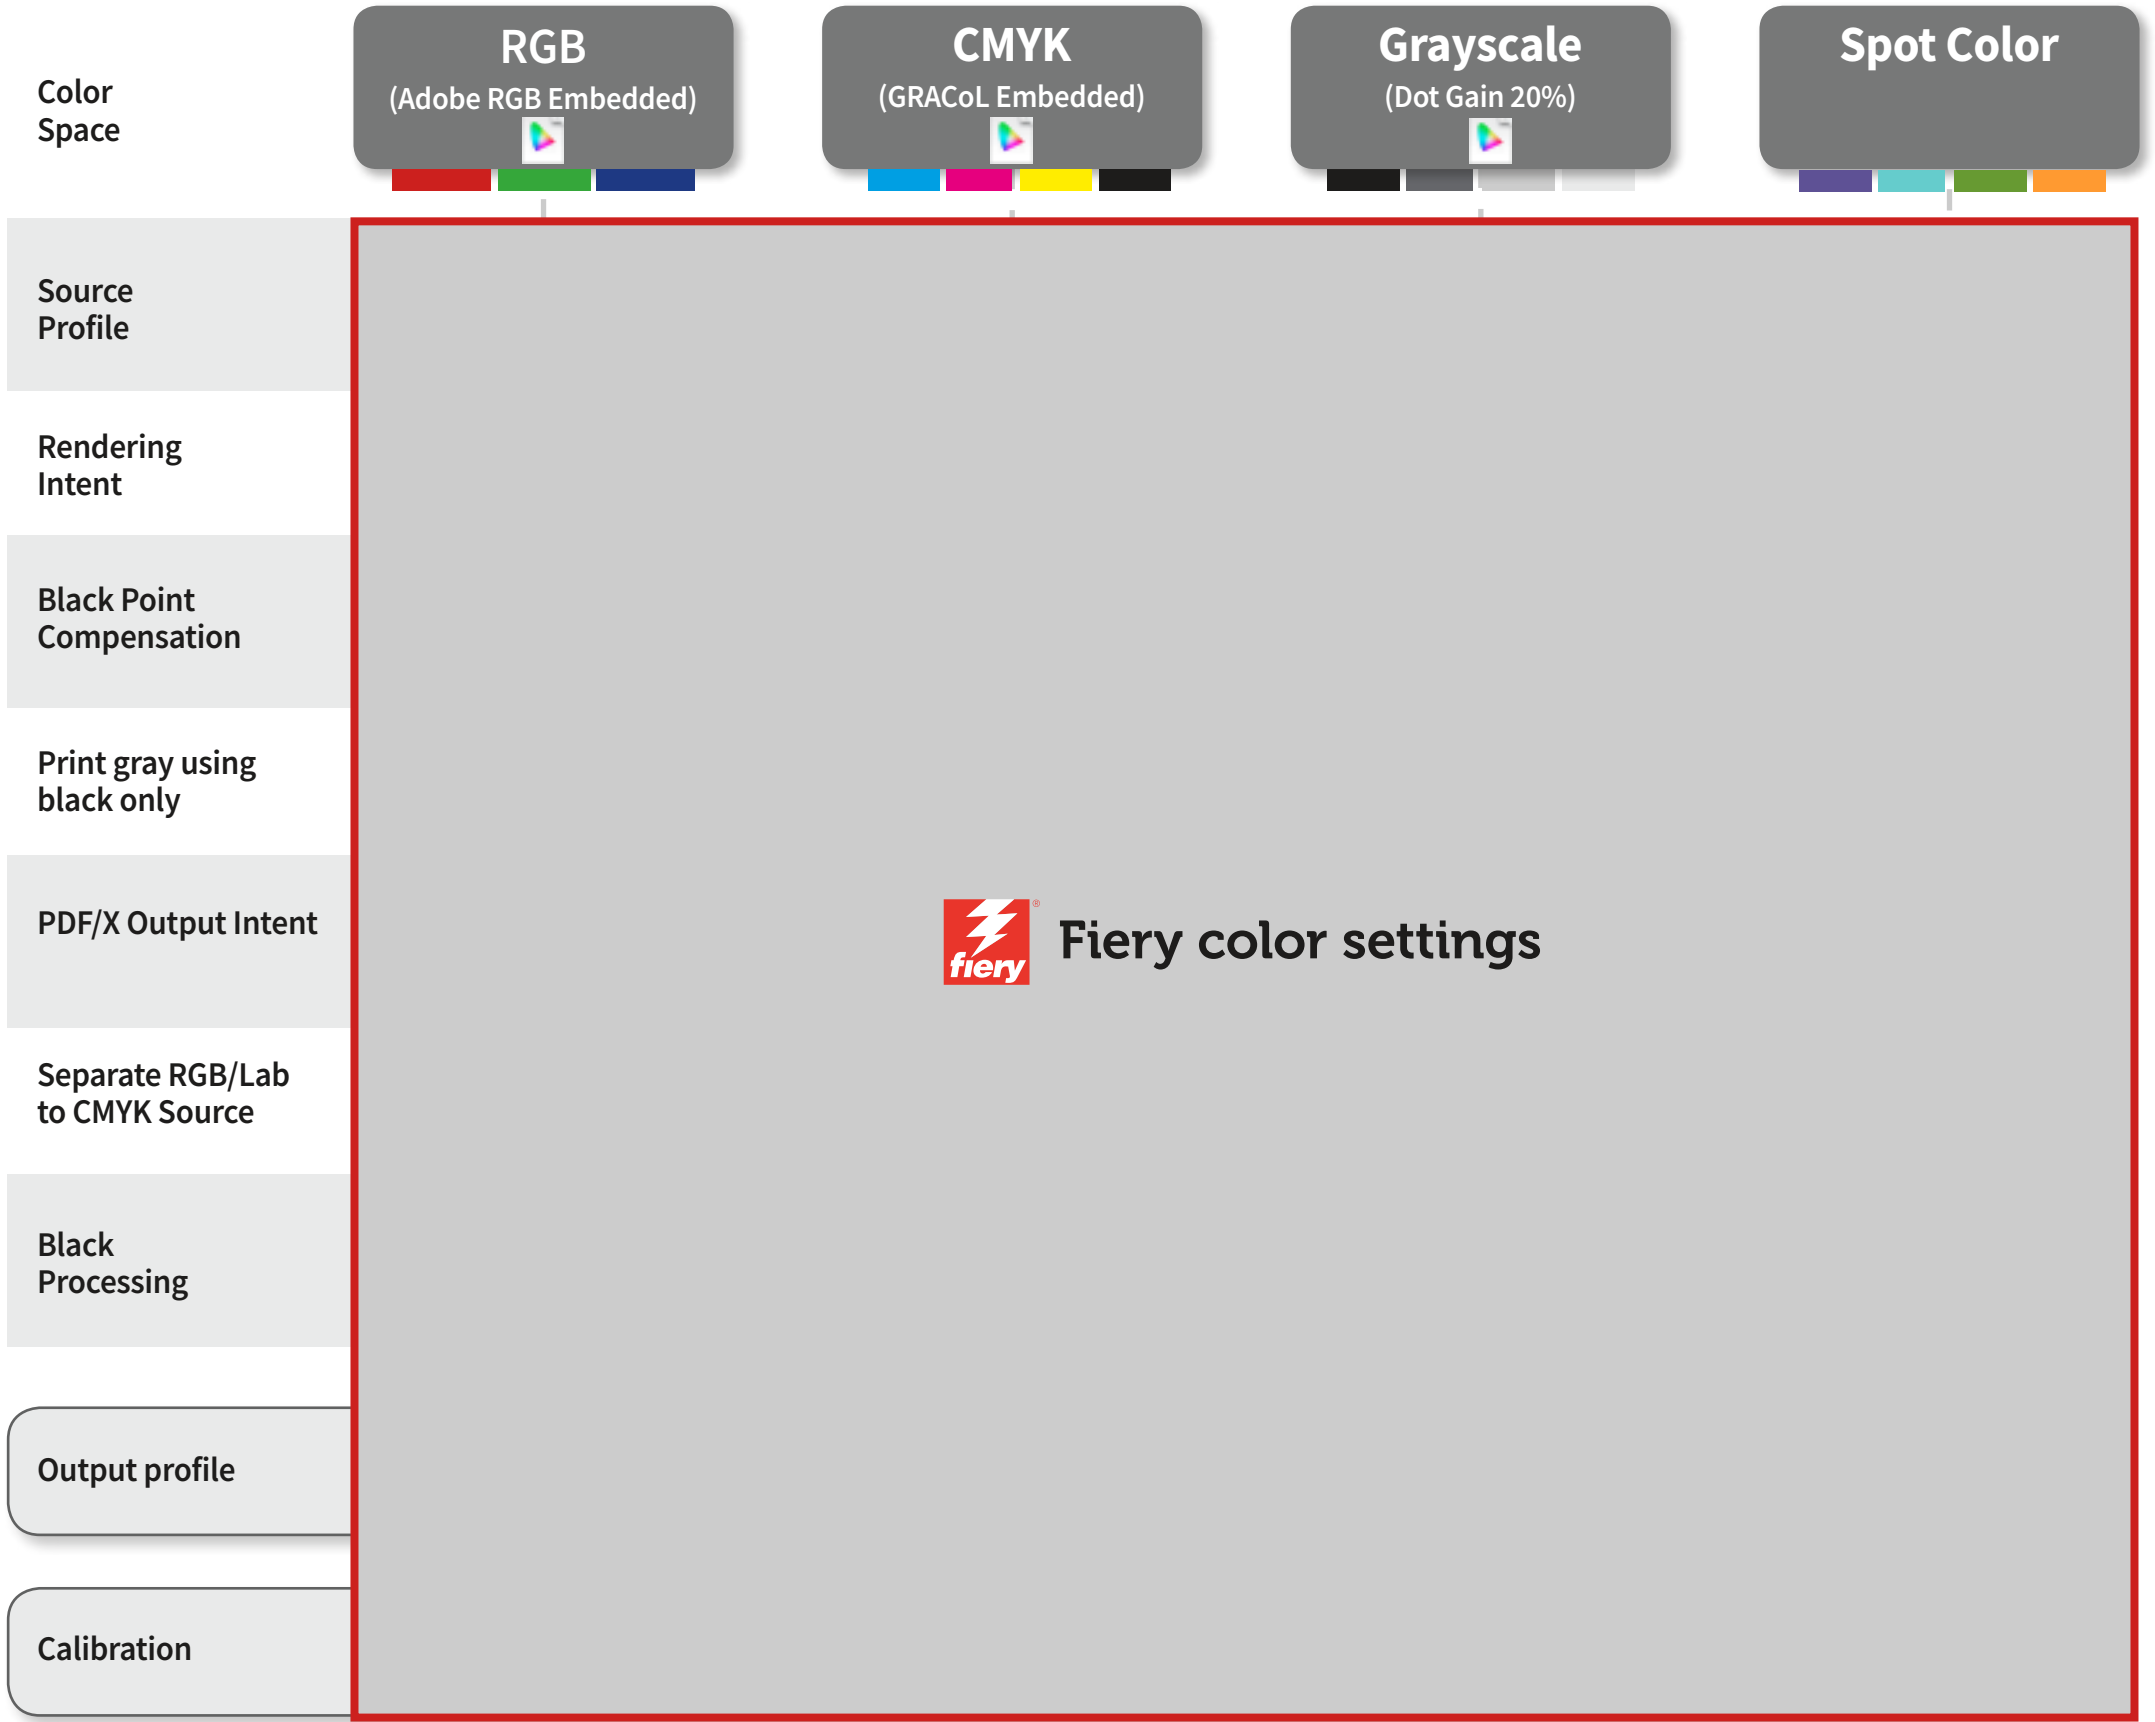 RGB
(Adobe RGB Embedded)
CMYK
(GRACoL Embedded)
Grayscale
(Dot Gain 20%)
Spot Color
Color
Space
Source
Profile
Rendering
Intent
Black Point
Compensation
Print gray using
black only
PDF/X Output Intent
Separate RGB/Lab
to CMYK Source
Black
Processing
Output profile
Calibration
fiery ®
Fiery color settings